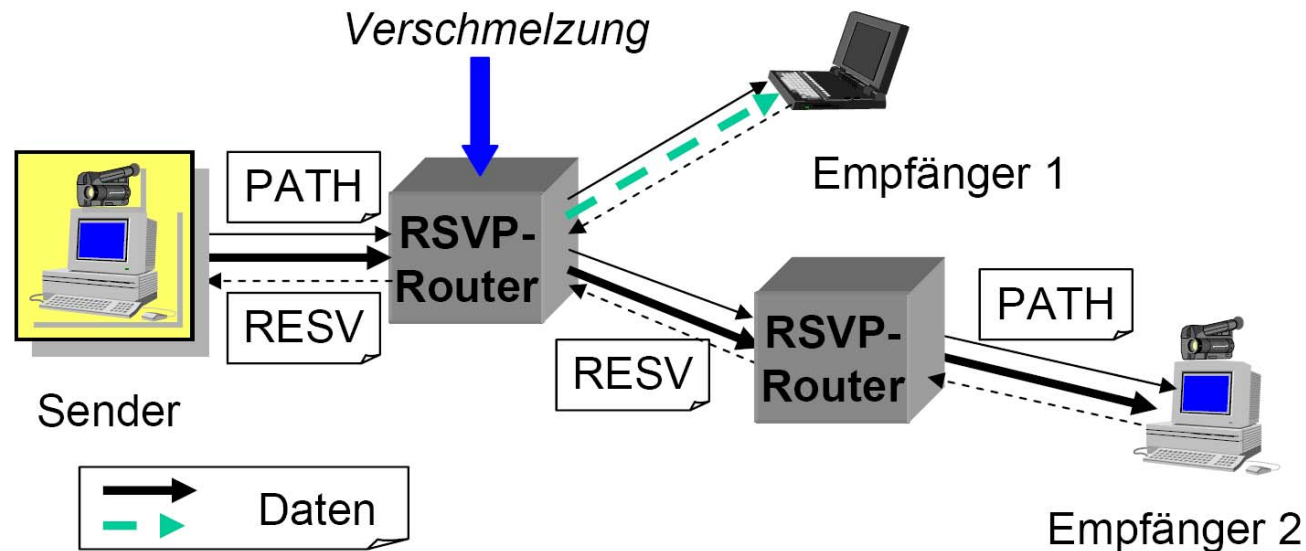 Verschmelzung
PATH
RSVP-
Router
RESV
Sender
Empfänger 1
RESV
RSVP-
Router
PATH
Empfänger 2
Daten